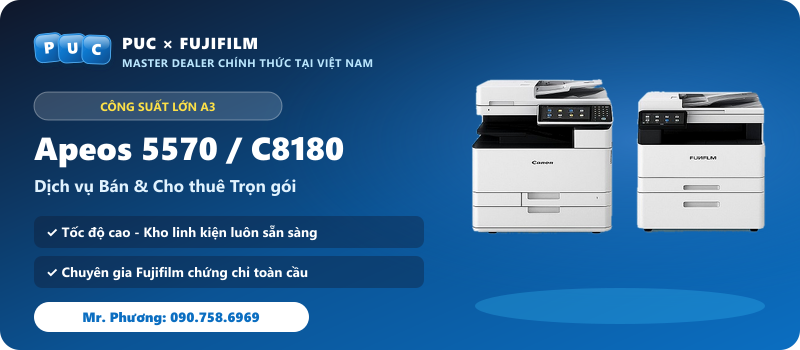 PUC
PUC × FUJIFILM
MASTER DEALER CHÍNH THỨC TẠI VIỆT NAM
CÔNG SUẤT LỚN A3
Apeos 5570 / C8180
Dịch vụ Bán & Cho thuê Trọn gói
✓ Tốc độ cao - Kho linh kiện luôn sẵn sàng
✓ Chuyên gia Fujifilm chứng chỉ toàn cầu
Mr. Phương: 090.758.6969
Canon
FUJIFILM